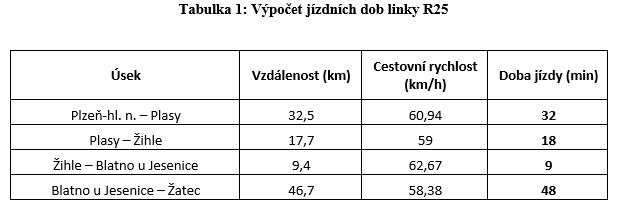 Tabulka 1: Výpočet jízdních dob linky R25
Úsek Vzdálenost (km) Cestovní rychlost (km/h) Doba jízdy (min)
Plzeň-hl. n. – Plasy 32,5 60,94 32
Plasy – Žihle 17,7 59 18
Žihle – Blatno u Jesenice 9,4 62,67 9
Blatno u Jesenice – Žatec 46,7 58,38 48